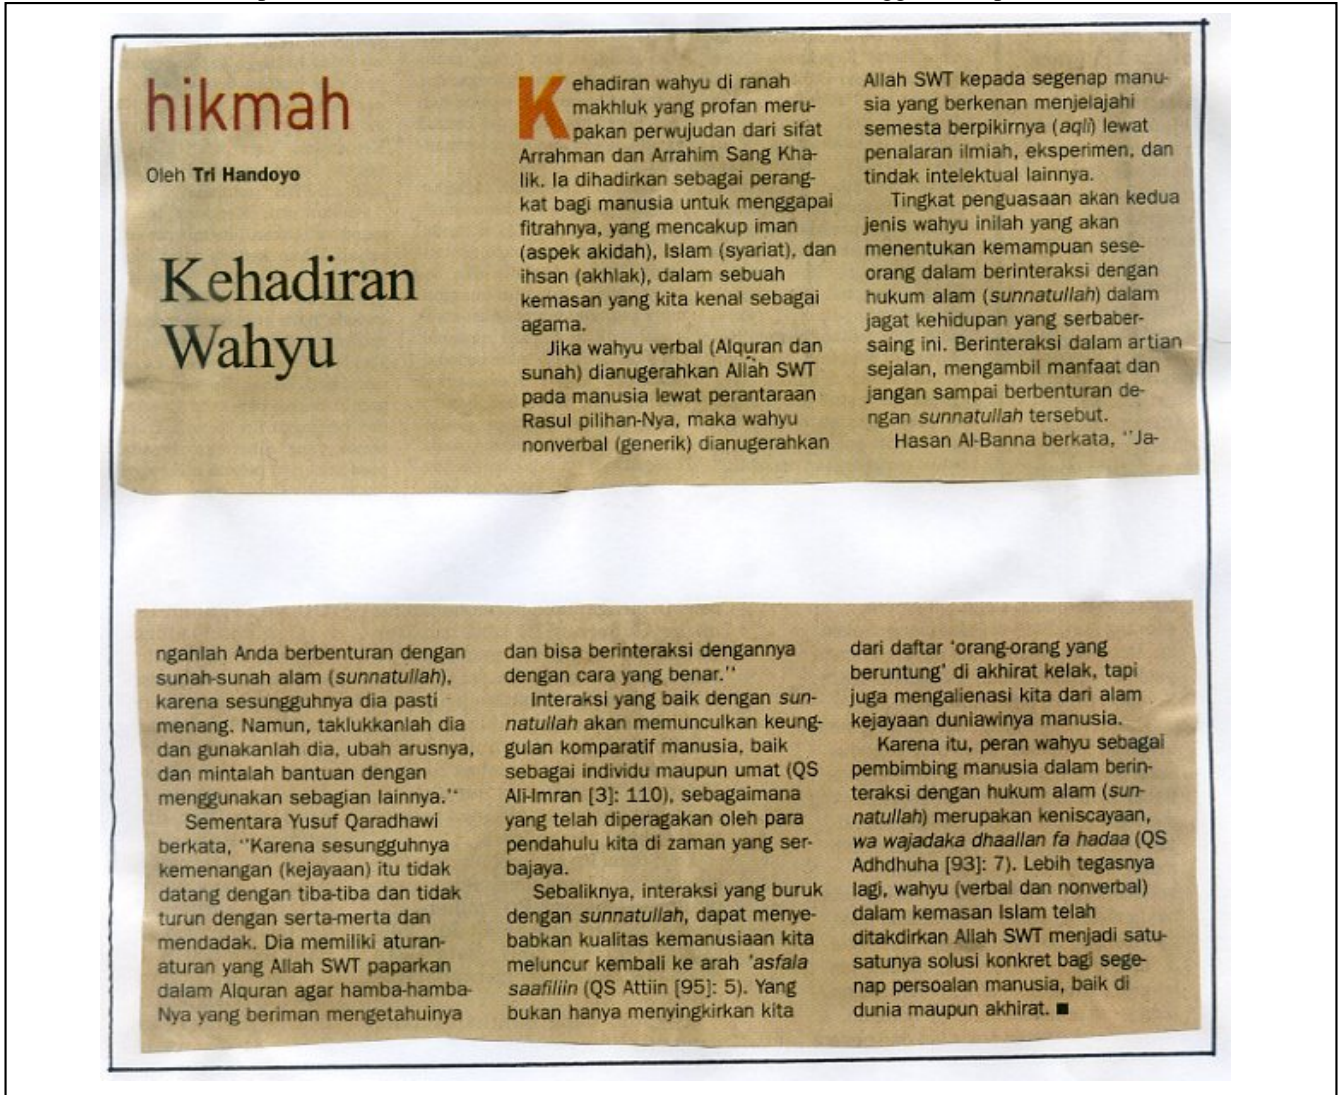 hikmah
Oleh Tri Handoyo
Kehadiran
Wahyu
Kehadiran wahyu di ranah
makhluk yang profan meru-
pakan perwujudan dari sifat
Arrahman dan Arrahim Sang Kha-
lik. Ia dihadirkan sebagai perang-
kat bagi manusia untuk menggapai
fitrahnya, yang mencakup iman
(aspek akidah), Islam (syariat), dan
ihsan (akhlak), dalam sebuah
kemasan yang kita kenal sebagai
agama.
Jika wahyu verbal (Alquran dan
sunah) dianugerahkan Allah SWT
pada manusia lewat perantaraan
Rasul pilihan-Nya, maka wahyu
nonverbal (generik) dianugerahkan
Allah SWT kepada segenap manu-
sia yang berkenan menjelajahi
semesta berpikirnya (aqli) lewat
penalaran ilmiah, eksperimen, dan
tindak intelektual lainnya.
Tingkat penguasaan akan kedua
jenis wahyu inilah yang akan
menentukan kemampuan sese-
orang dalam berinteraksi dengan
hukum alam (sunnatullah) dalam
jagat kehidupan yang serbaber-
saing ini. Berinteraksi dalam artian
sejalan, mengambil manfaat dan
jangan sampai berbenturan de-
ngan sunnatullah tersebut.
Hasan Al-Banna berkata, ''Ja-
nganlah Anda berbenturan dengan
sunah-sunah alam (sunnatullah),
karena sesungguhnya dia pasti
menang. Namun, taklukkanlah dia
dan gunakanlah dia, ubah arusnya,
dan mintalah bantuan dengan
menggunakan sebagian lainnya.''
Sementara Yusuf Qaradhawi
berkata, ''Karena sesungguhnya
kemenangan (kejayaan) itu tidak
datang dengan tiba-tiba dan tidak
turun dengan serta-merta dan
mendadak. Dia memiliki aturan-
aturan yang Allah SWT paparkan
dalam Alquran agar hamba-hamba-
Nya yang beriman mengetahuinya
dan bisa berinteraksi dengannya
dengan cara yang benar.''
Interaksi yang baik dengan sun-
natullah akan memunculkan keung-
gulan komparatif manusia, baik
sebagai individu maupun umat (QS
Ali-Imran [3]: 110), sebagaimana
yang telah diperagakan oleh para
pendahulu kita di zaman yang ser-
bajaya.
Sebaliknya, interaksi yang buruk
dengan sunnatullah, dapat menye-
babkan kualitas kemanusiaan kita
meluncur kembali ke arah 'asfala
saafiliin (QS Attiin [95]: 5). Yang
bukan hanya menyingkirkan kita
dari daftar 'orang-orang yang
beruntung' di akhirat kelak, tapi
juga mengalienasi kita dari alam
kejayaan duniawinya manusia.
Karena itu, peran wahyu sebagai
pembimbing manusia dalam berin-
teraksi dengan hukum alam (sun-
natullah) merupakan keniscayaan,
wa wajadaka dhaallan fa hadaa (QS
Adhdhuha [93]: 7). Lebih tegasnya
lagi, wahyu (verbal dan nonverbal)
dalam kemasan Islam telah
ditakdirkan Allah SWT menjadi satu-
satunya solusi konkret bagi sege-
nap persoalan manusia, baik di
dunia maupun akhirat. ■